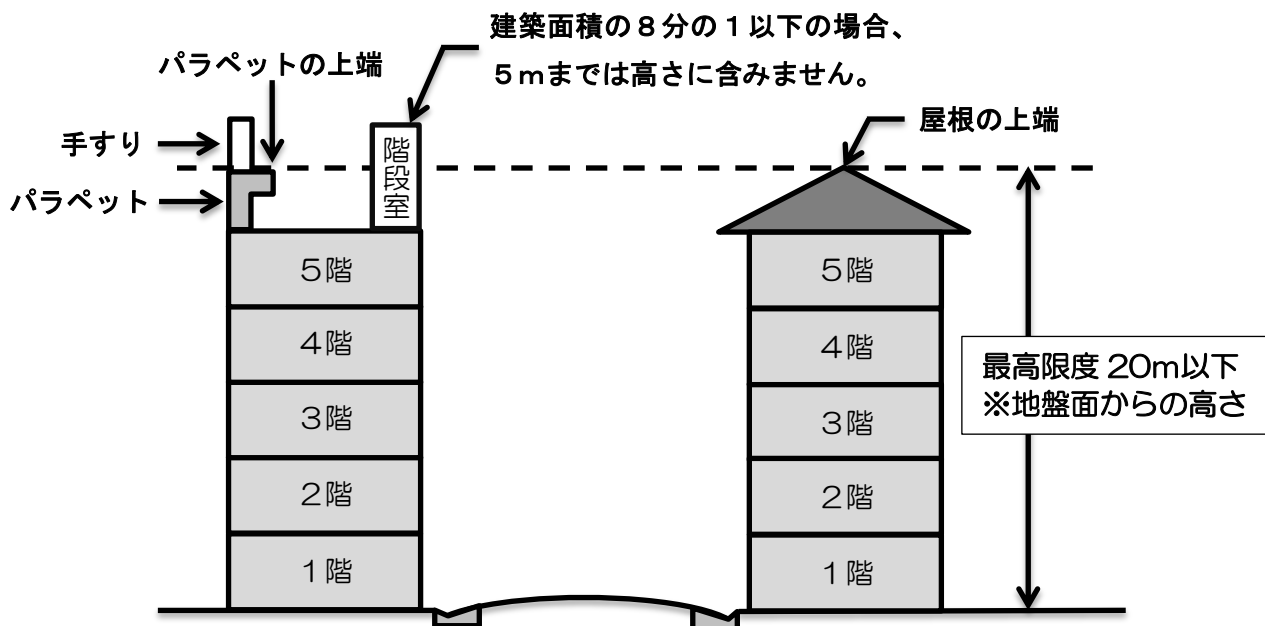 建築面積の８分の１以下の場合、
５ｍまでは高さに含みません。
パラペットの上端
屋根の上端
手すり
パラペット
階段室
5階
4階
3階
2階
1階
5階
4階
3階
2階
1階
最高限度 20m以下
※地盤面からの高さ